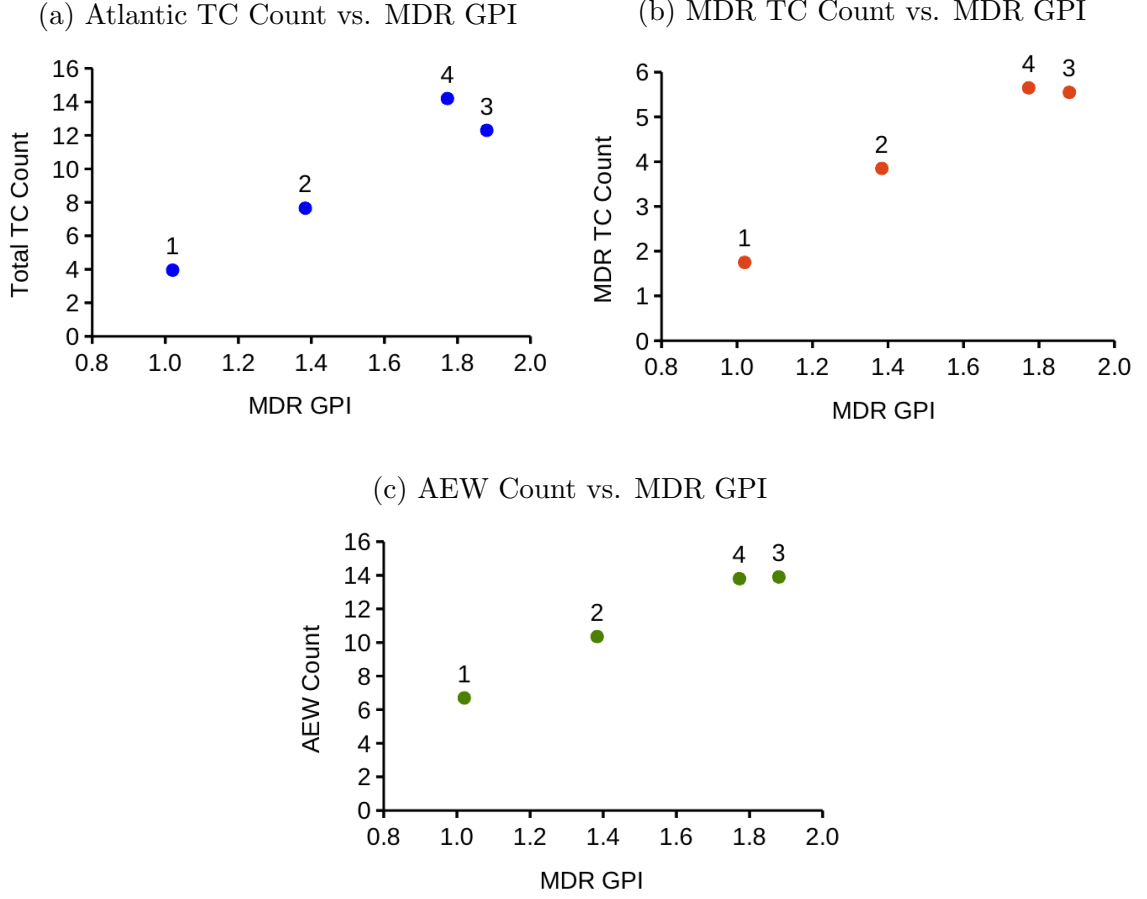 (a) Atlantic TC Count vs. MDR GPI
16
14
12
10
8
6
4
2
0
Total TC Count
4
3
2
1
0.8 1.0 1.2 1.4 1.6 1.8 2.0
MDR GPI
(b) MDR TC Count vs. MDR GPI
6
5
4
3
2
1
0
MDR TC Count
4 3
2
1
0.8 1.0 1.2 1.4 1.6 1.8 2.0
MDR GPI
(c) AEW Count vs. MDR GPI
16
14
12
10
8
6
4
2
0
AEW Count
4 3
2
1
0.8 1.0 1.2 1.4 1.6 1.8 2.0
MDR GPI